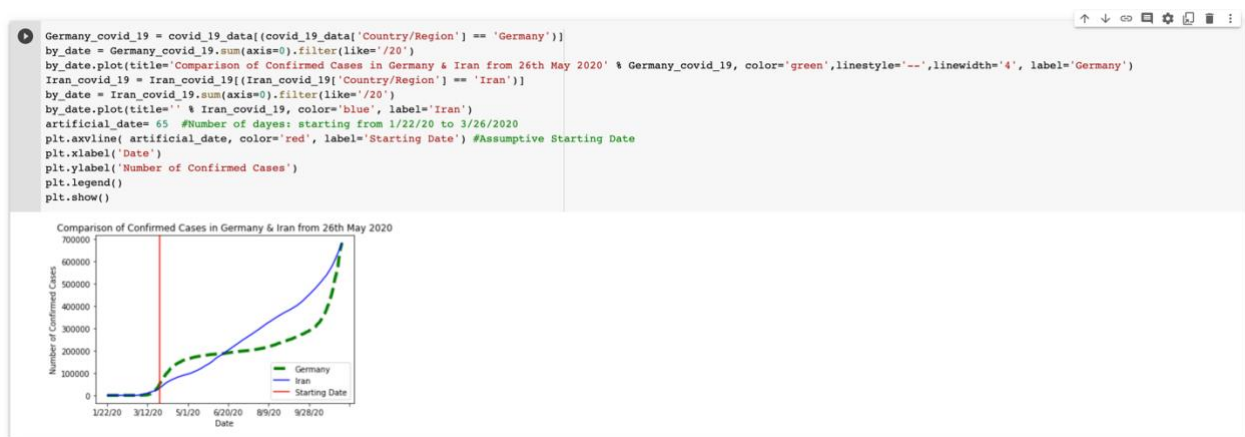 Germany_covid_19 = covid_19_data[(covid_19_data['Country/Region'] == 'Germany')]
by_date = Germany_covid_19.sum(axis=0).filter(like='/20')
by_date.plot(title='Comparison of Confirmed Cases in Germany & Iran from 26th May 2020' % Germany_covid_19, color='green',linestyle='--',linewidth='4', label='Germany')
Iran_covid_19 = Iran_covid_19[(Iran_covid_19['Country/Region'] == 'Iran')]
by_date = Iran_covid_19.sum(axis=0).filter(like='/20')
by_date.plot(title='' % Iran_covid_19, color='blue', label='Iran')
artificial_date= 65  #Number of dayes: starting from 1/22/20 to 3/26/2020
plt.axvline( artificial_date, color='red', label='Starting Date') #Assumptive Starting Date
plt.xlabel('Date')
plt.ylabel('Number of Confirmed Cases')
plt.legend()
plt.show()
Comparison of Confirmed Cases in Germany & Iran from 26th May 2020
700000
600000
500000
400000
300000
200000
100000
0
Number of Confirmed Cases
Germany
Iran
Starting Date
1/22/20 3/12/20 5/1/20 6/20/20 8/9/20 9/28/20
Date